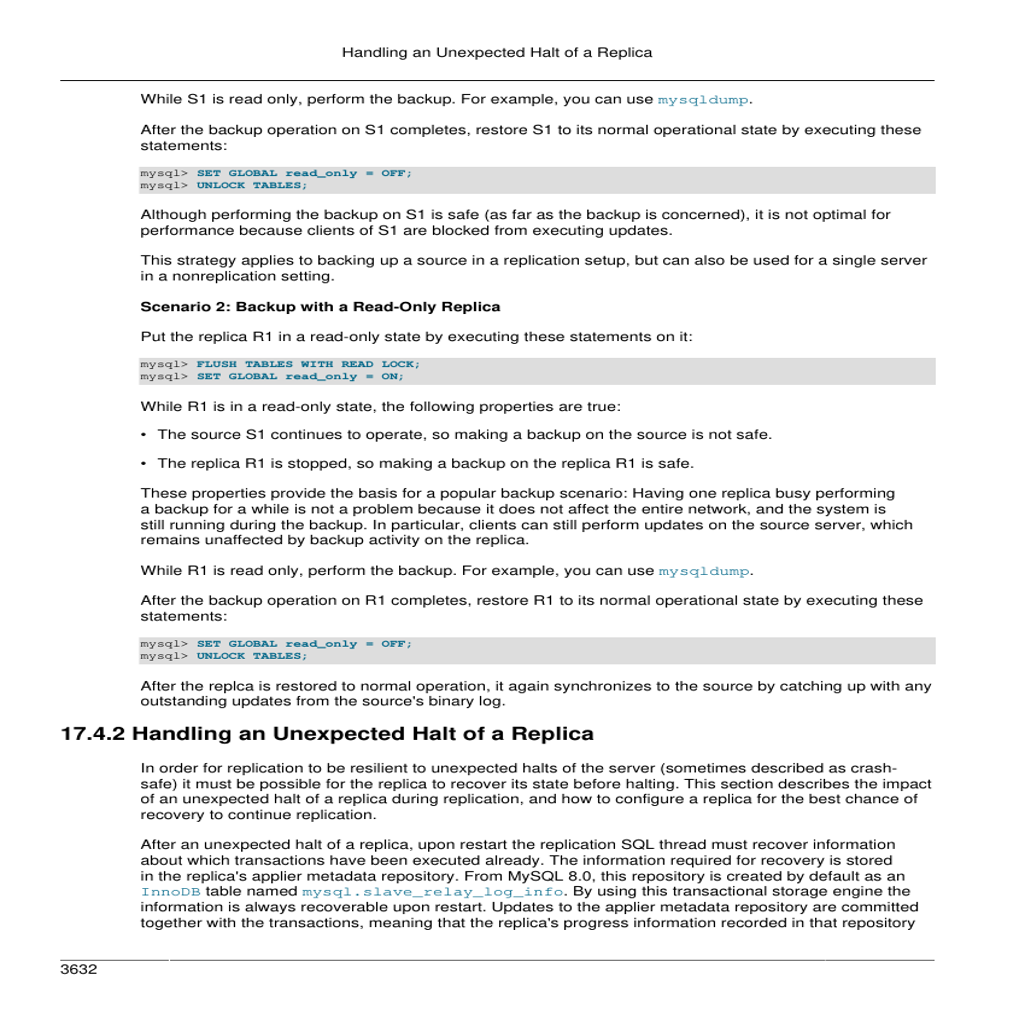 Handling an Unexpected Halt of a Replica
While S1 is read only, perform the backup. For example, you can use mysqldump.
After the backup operation on S1 completes, restore S1 to its normal operational state by executing these
statements:
mysql> SET GLOBAL read_only = OFF;
mysql> UNLOCK TABLES;
Although performing the backup on S1 is safe (as far as the backup is concerned), it is not optimal for
performance because clients of S1 are blocked from executing updates.
This strategy applies to backing up a source in a replication setup, but can also be used for a single server
in a nonreplication setting.
Scenario 2: Backup with a Read-Only Replica
Put the replica R1 in a read-only state by executing these statements on it:
mysql> FLUSH TABLES WITH READ LOCK;
mysql> SET GLOBAL read_only = ON;
While R1 is in a read-only state, the following properties are true:
• The source S1 continues to operate, so making a backup on the source is not safe.
• The replica R1 is stopped, so making a backup on the replica R1 is safe.
These properties provide the basis for a popular backup scenario: Having one replica busy performing
a backup for a while is not a problem because it does not affect the entire network, and the system is
still running during the backup. In particular, clients can still perform updates on the source server, which
remains unaffected by backup activity on the replica.
While R1 is read only, perform the backup. For example, you can use mysqldump.
After the backup operation on R1 completes, restore R1 to its normal operational state by executing these
statements:
mysql> SET GLOBAL read_only = OFF;
mysql> UNLOCK TABLES;
After the replca is restored to normal operation, it again synchronizes to the source by catching up with any
outstanding updates from the source's binary log.
17.4.2 Handling an Unexpected Halt of a Replica
In order for replication to be resilient to unexpected halts of the server (sometimes described as crash-
safe) it must be possible for the replica to recover its state before halting. This section describes the impact
of an unexpected halt of a replica during replication, and how to configure a replica for the best chance of
recovery to continue replication.
After an unexpected halt of a replica, upon restart the replication SQL thread must recover information
about which transactions have been executed already. The information required for recovery is stored
in the replica's applier metadata repository. From MySQL 8.0, this repository is created by default as an
InnoDB table named mysql.slave_relay_log_info. By using this transactional storage engine the
information is always recoverable upon restart. Updates to the applier metadata repository are committed
together with the transactions, meaning that the replica's progress information recorded in that repository
3632